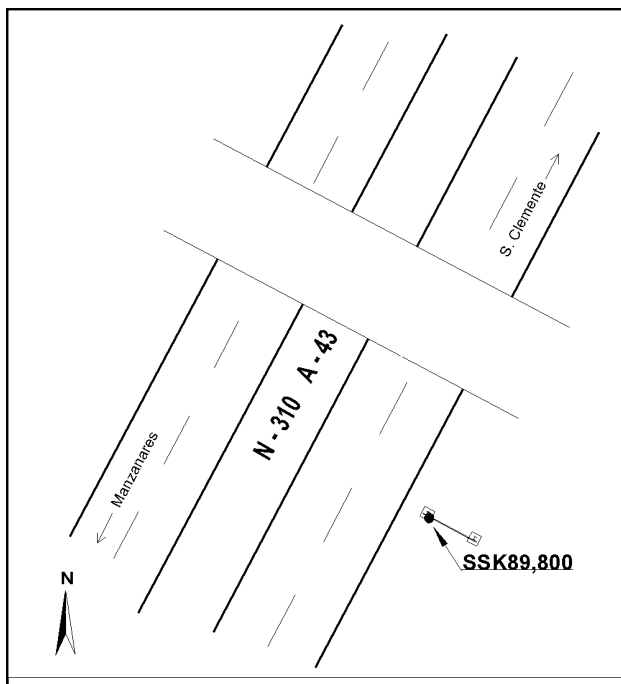 S. Clemente
N - 310 A - 43
Manzanares
SSK89,800
N